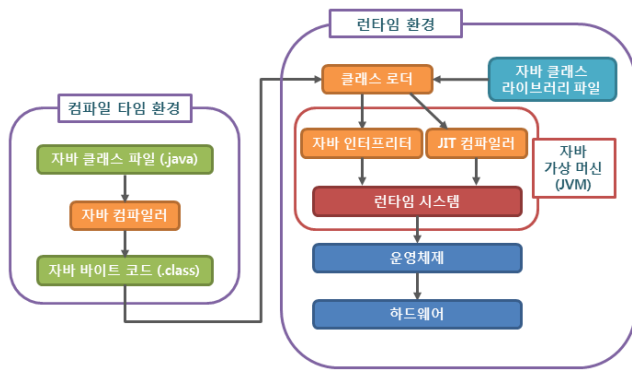 컴파일 타임 환경
자바 클래스 파일 (.java)
자바 컴파일러
자바 바이트 코드 (.class)
런타임 환경
클래스 로더
자바 클래스
라이브러리 파일
자바 인터프리터
JIT 컴파일러
자바
가상 머신
(JVM)
런타임 시스템
운영체제
하드웨어